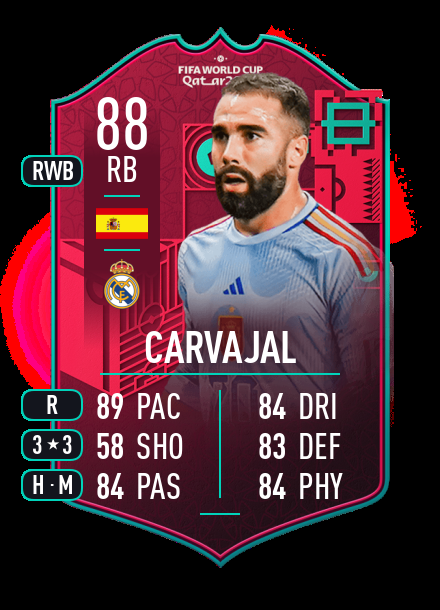 FIFA WORLD CUP
88
RB
RWB
CARVAJAL
R
89 PAC
84 DRI
3★3
58 SHO
83 DEF
H · M
84 PAS
84 PHY